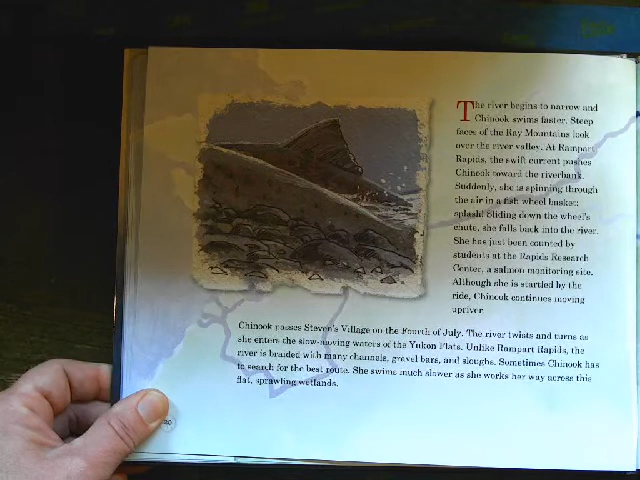 The river begins to narrow and
Chinook swims faster. Steep
faces of the Ray Mountains look
over the river valley. At Rampart
Rapids, the swift current pushes
Chinook toward the riverbank.
Suddenly, she is spinning through
the air in a fish wheel basket;
splash! Sliding down the wheel's
chute, she falls back into the river.
She has just been counted by
students at the Rapids Research
Center, a salmon monitoring site.
Although she is startled by the
ride, Chinook continues moving
upriver.
Chinook passes Steven's Village on the Fourth of July. The river twists and turns as
she enters the slow-moving waters of the Yukon Flats. Unlike Rampart Rapids, the
river is braided with many channels, gravel bars, and sloughs. Sometimes Chinook has
to search for the best route. She swims much slower as she works her way across this
flat, sprawling wetlands.